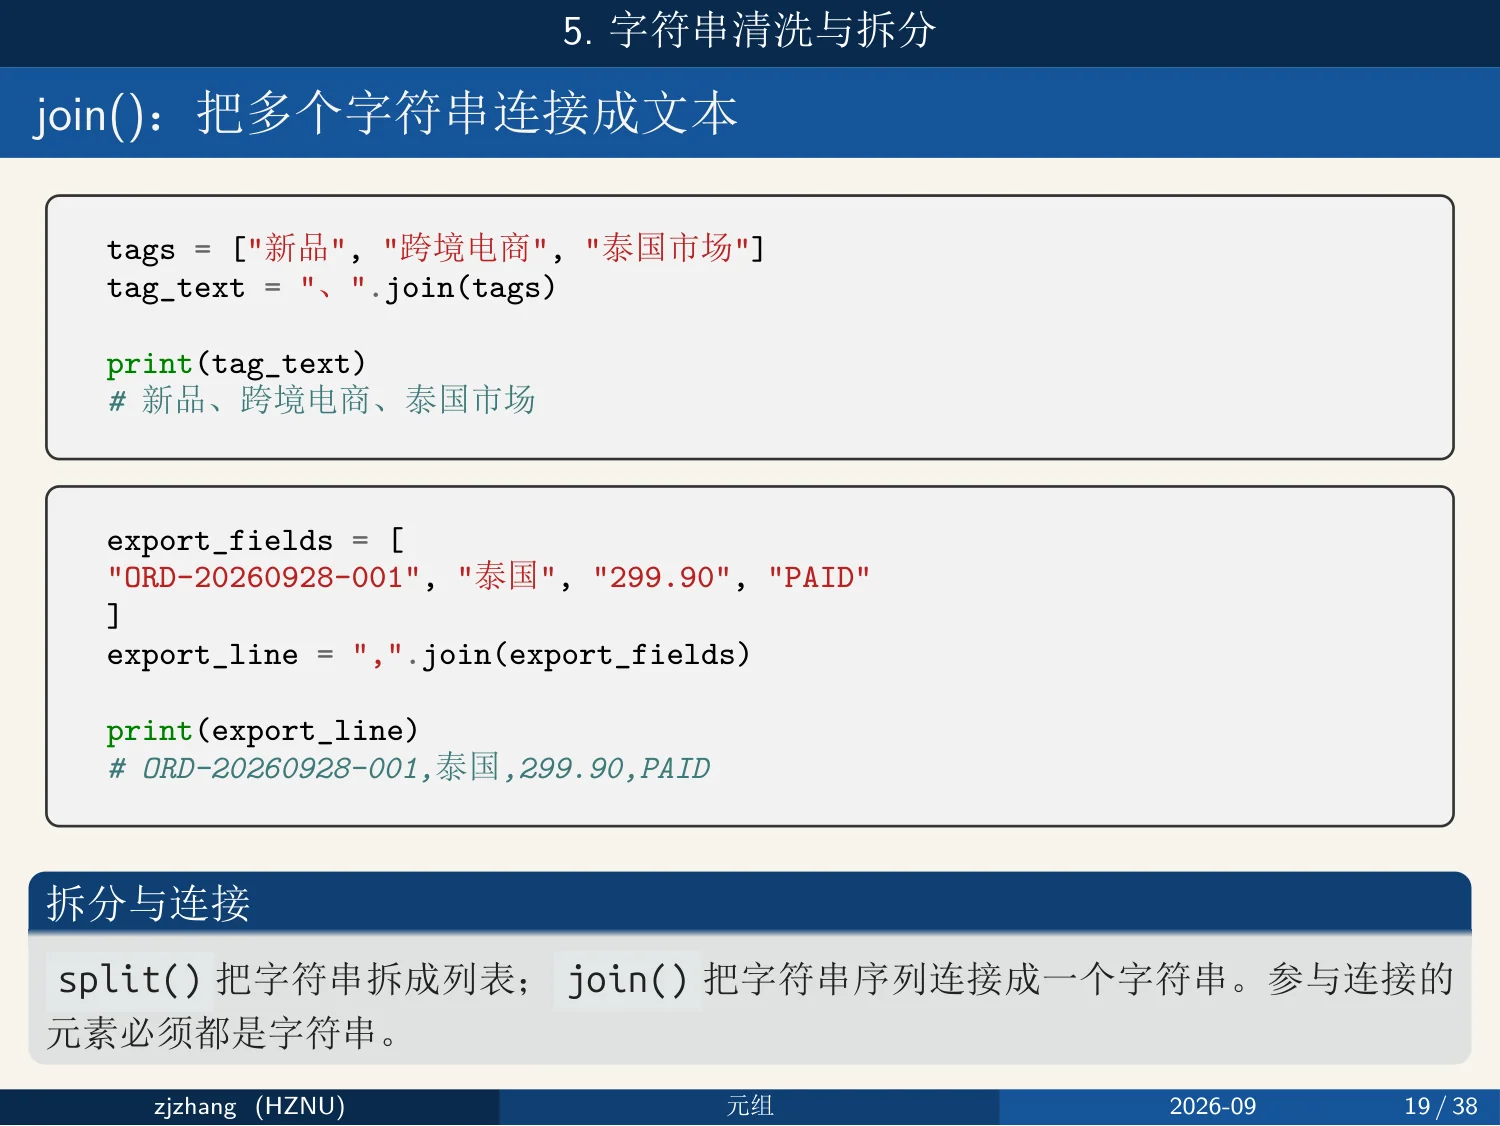 5. 字符串清洗与拆分
join()：把多个字符串连接成文本
tags = ["新品", "跨境电商", "泰国市场"]
tag_text = "、".join(tags)
print(tag_text)
# 新品、跨境电商、泰国市场
export_fields = [
"ORD-20260928-001", "泰国", "299.90", "PAID"
]
export_line = ",".join(export_fields)
print(export_line)
# ORD-20260928-001,泰国,299.90,PAID
拆分与连接
split() 把字符串拆成列表； join() 把字符串序列连接成一个字符串。参与连接的
元素必须都是字符串。
zjzhang (HZNU) 元组 2026-09 19 / 38